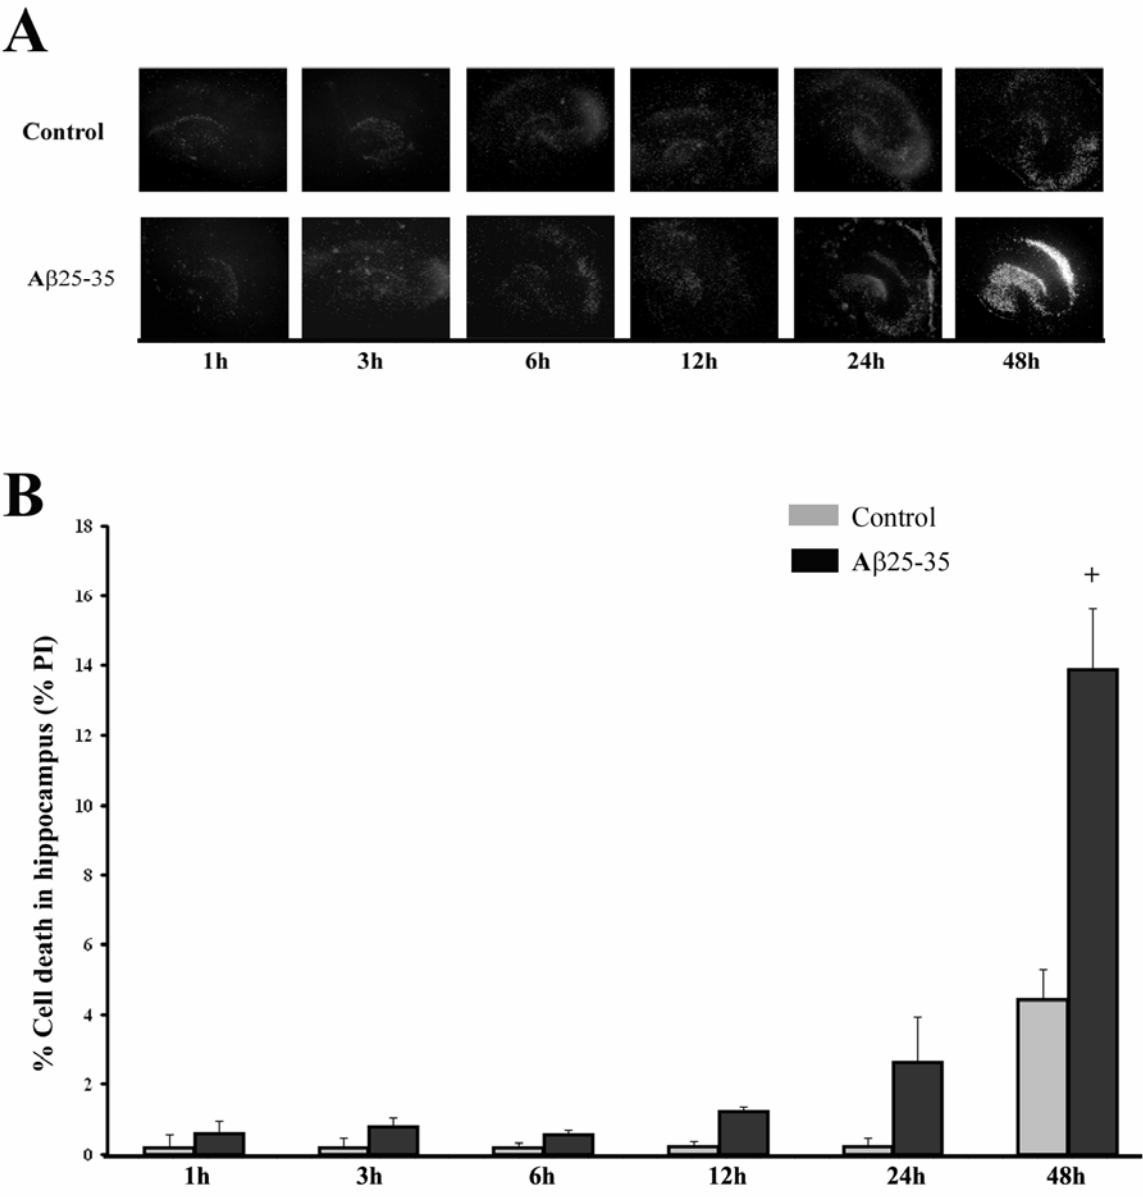 A
Control
Aβ25-35
1h 3h 6h 12h 24h 48h
B
Control
Aβ25-35
+
% Cell death in hippocampus (% PI)
18
16
14
12
10
8
6
4
2
0
1h 3h 6h 12h 24h 48h